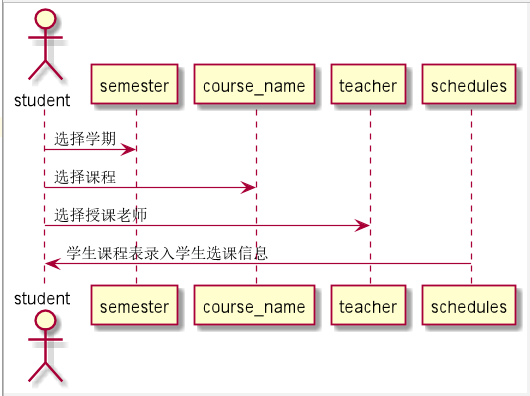 student
semester
course_name
teacher
schedules
选择学期
选择课程
选择授课老师
学生课程表录入学生选课信息
student
semester
course_name
teacher
schedules